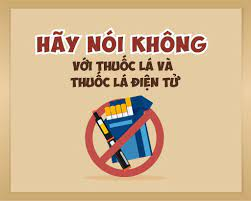 HÃY NÓI KHÔNG
VỚI THUỐC LÁ VÀ
THUỐC LÁ ĐIỆN TỬ